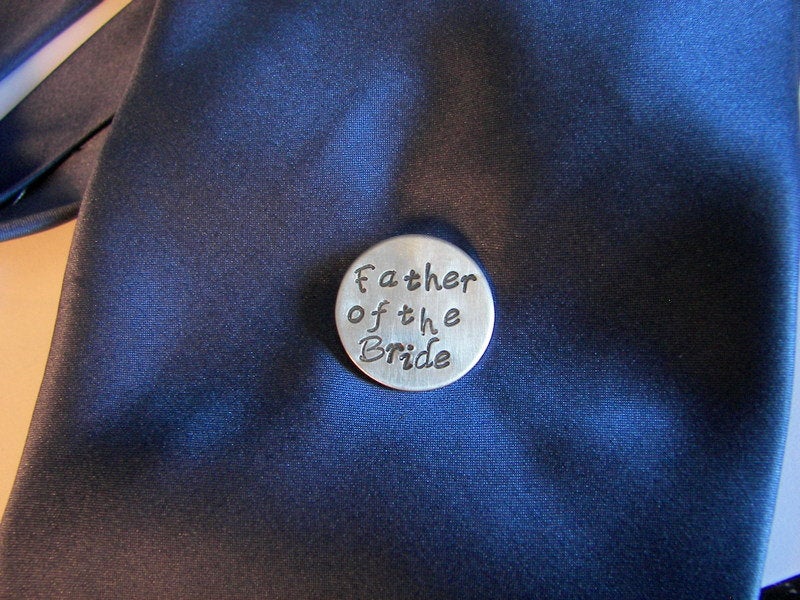 Father
of the
Bride